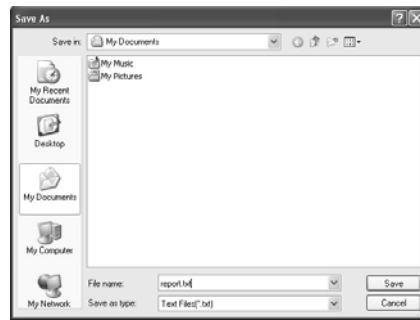 Save As
Save in: My Documents
My Recent
Documents
Desktop
My Documents
My Computer
My Network
My Music
My Pictures
File name: report.txt Save
Save as type: Text Files(*.txt) Cancel